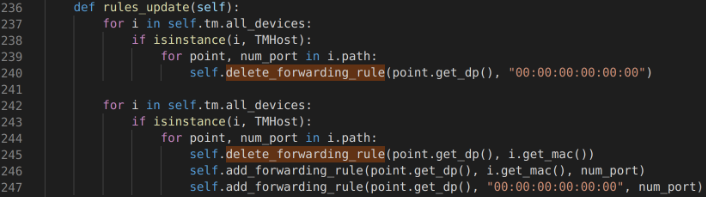 236 def rules_update(self):
237 for i in self.tm.all_devices:
238 if isinstance(i, TMHost):
239 for point, num_port in i.path:
240 self.delete_forwarding_rule(point.get_dp(), "00:00:00:00:00:00")
241
242 for i in self.tm.all_devices:
243 if isinstance(i, TMHost):
244 for point, num_port in i.path:
245 self.delete_forwarding_rule(point.get_dp(), i.get_mac())
246 self.add_forwarding_rule(point.get_dp(), i.get_mac(), num_port)
247 self.add_forwarding_rule(point.get_dp(), "00:00:00:00:00:00", num_port)